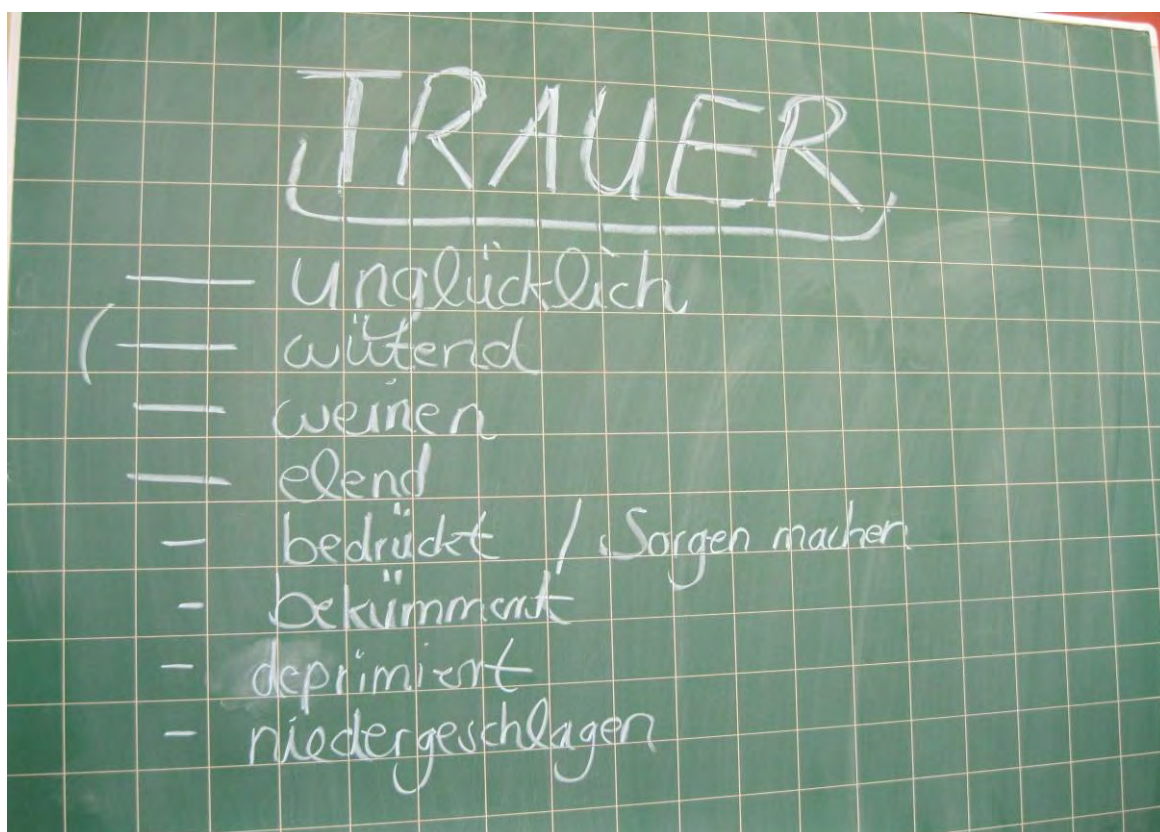 TRAUER
— unglücklich
(— wütend
— weinen
— elend
- bedrückt / Sorgen machen
- bekümmert
- deprimiert
- niedergeschlagen